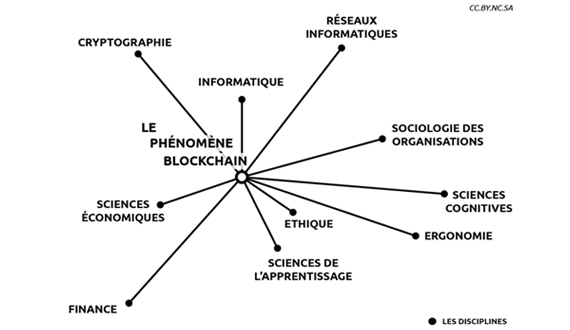 CC.BY.NC.SA
RÉSEAUX
INFORMATIQUES
CRYPTOGRAPHIE
INFORMATIQUE
LE
PHÉNOMÈNE
BLOCKCHAIN
SOCIOLOGIE DES
ORGANISATIONS
SCIENCES
COGNITIVES
SCIENCES
ÉCONOMIQUES
ETHIQUE
ERGONOMIE
SCIENCES DE
L'APPRENTISSAGE
FINANCE
LES DISCIPLINES